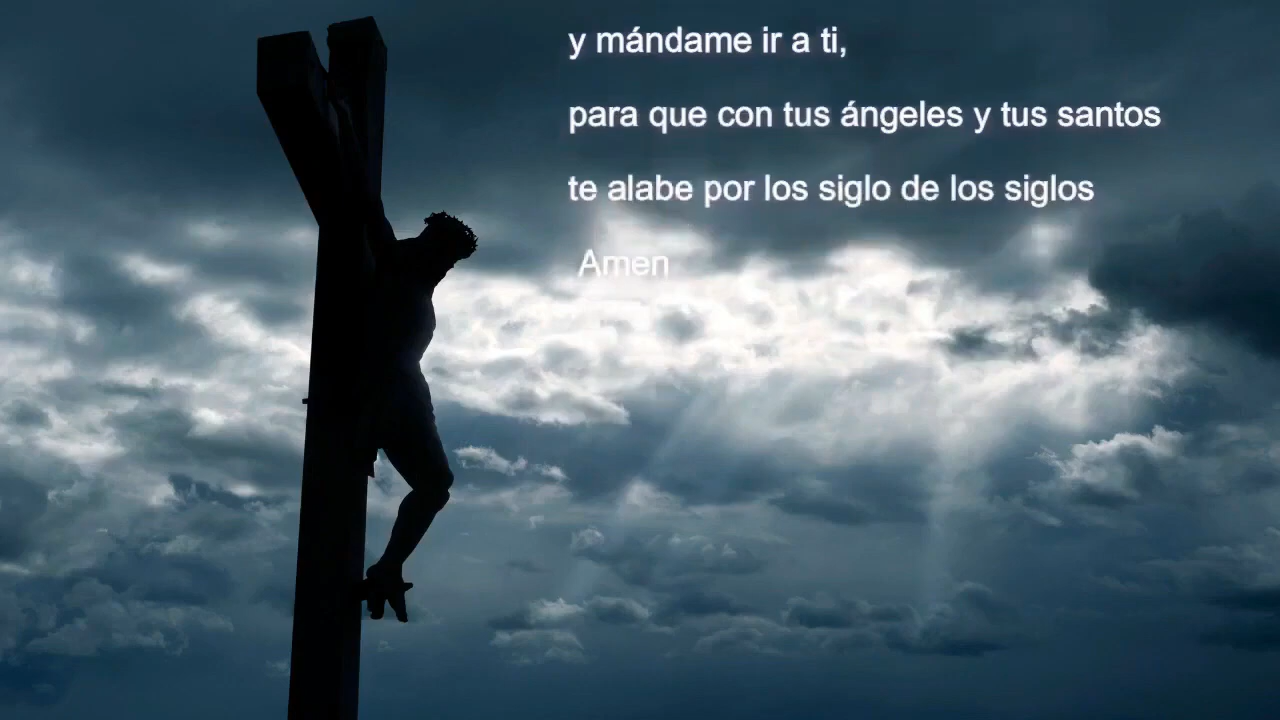 y mándame ir a ti,
para que con tus ángeles y tus santos
te alabe por los siglo de los siglos
Amen